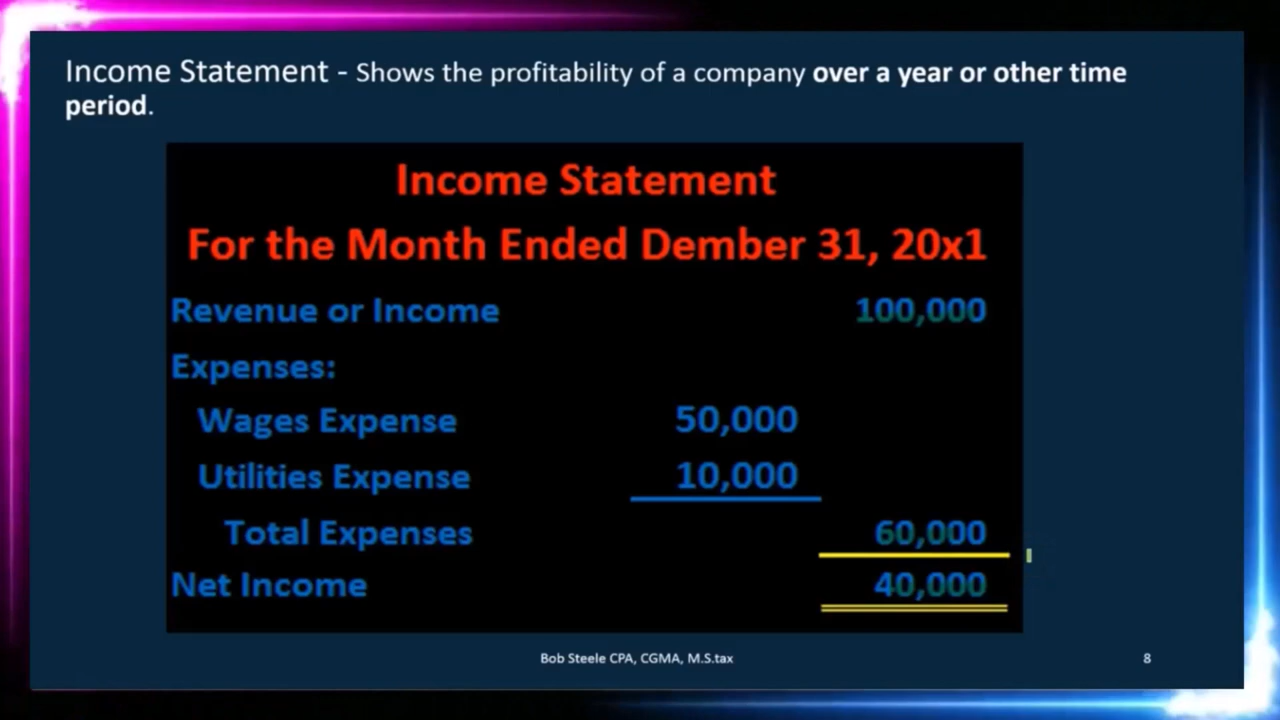 Income Statement - Shows the profitability of a company over a year or other time
period.
Income Statement
For the Month Ended Dember 31, 20x1
Revenue or Income 100,000
Expenses:
Wages Expense 50,000
Utilities Expense 10,000
Total Expenses 60,000
Net Income 40,000
Bob Steele CPA, CGMA, M.S.tax 8